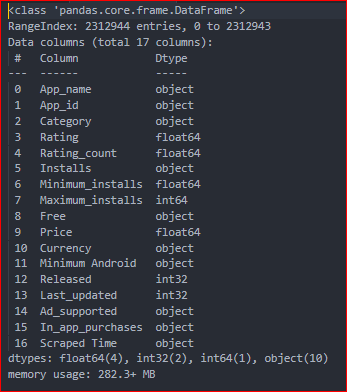 <class 'pandas.core.frame.DataFrame'>
RangeIndex: 2312944 entries, 0 to 2312943
Data columns (total 17 columns):
 #   Column             Dtype
---  ------             -----
 0   App_name           object
 1   App_id             object
 2   Category           object
 3   Rating             float64
 4   Rating_count       float64
 5   Installs           object
 6   Minimum_installs   float64
 7   Maximum_installs   int64
 8   Free               object
 9   Price              float64
 10  Currency           object
 11  Minimum Android    object
 12  Released           int32
 13  Last_updated       int32
 14  Ad_supported       object
 15  In_app_purchases   object
 16  Scraped Time       object
dtypes: float64(4), int32(2), int64(1), object(10)
memory usage: 282.3+ MB